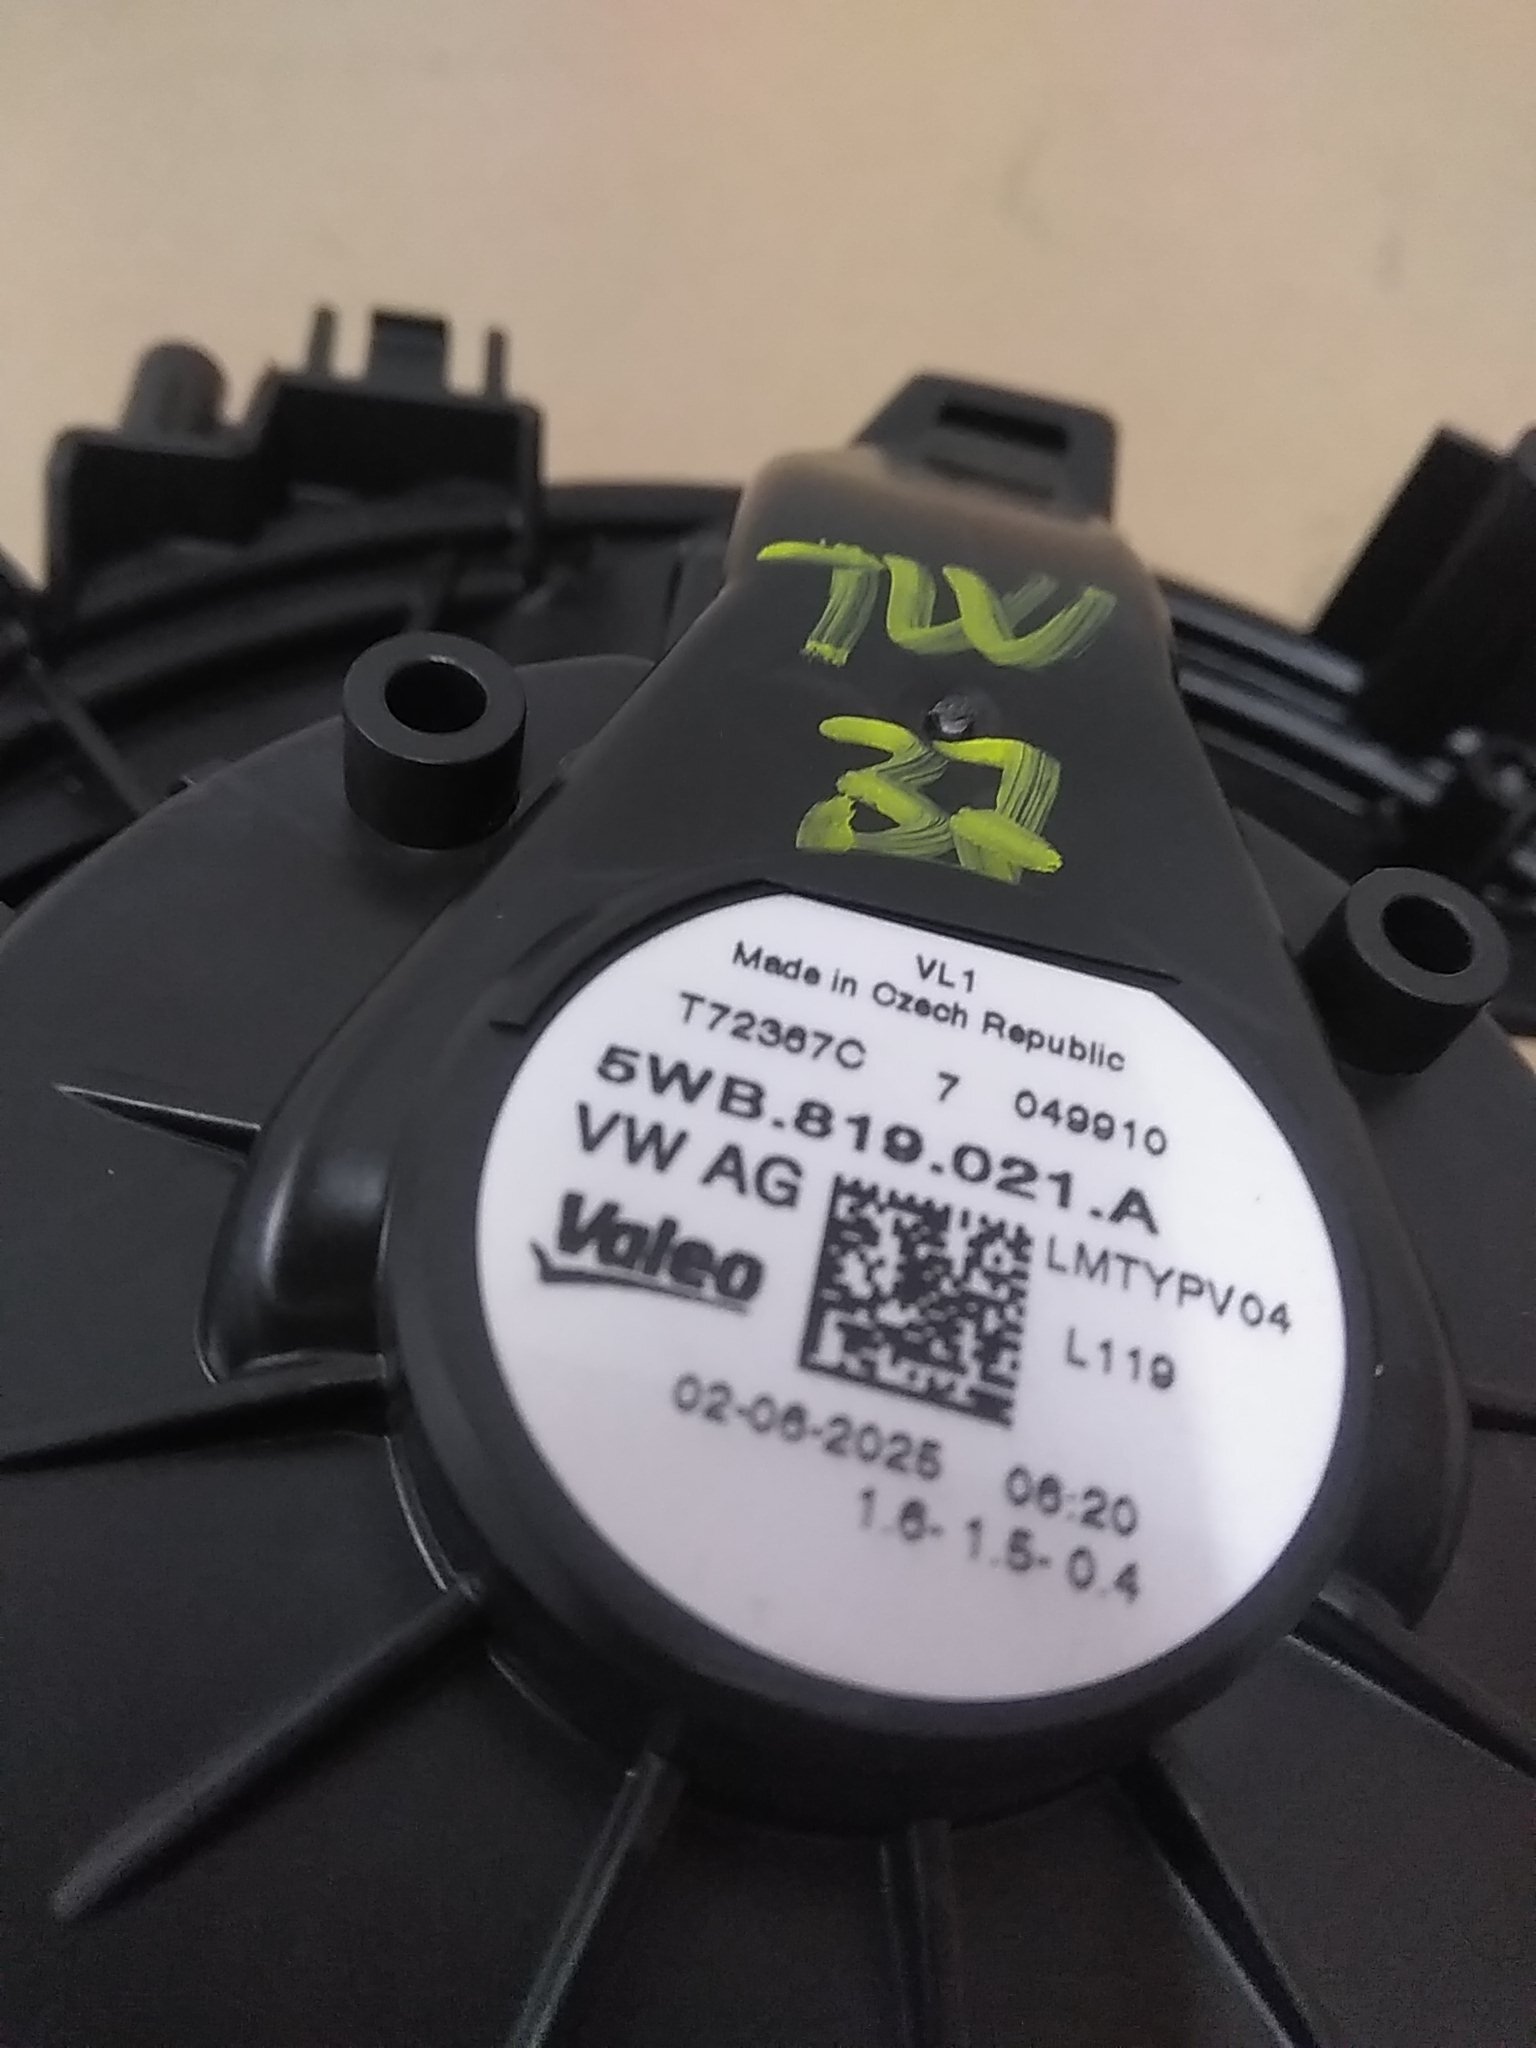 TW
23
VL1
Made in Czech Republic
T72367C 7 049910
5WB.819.021.A
VW AG
Valeo
LMTYPV04
L119
02-06-2025 06:20
1.6- 1.5- 0.4